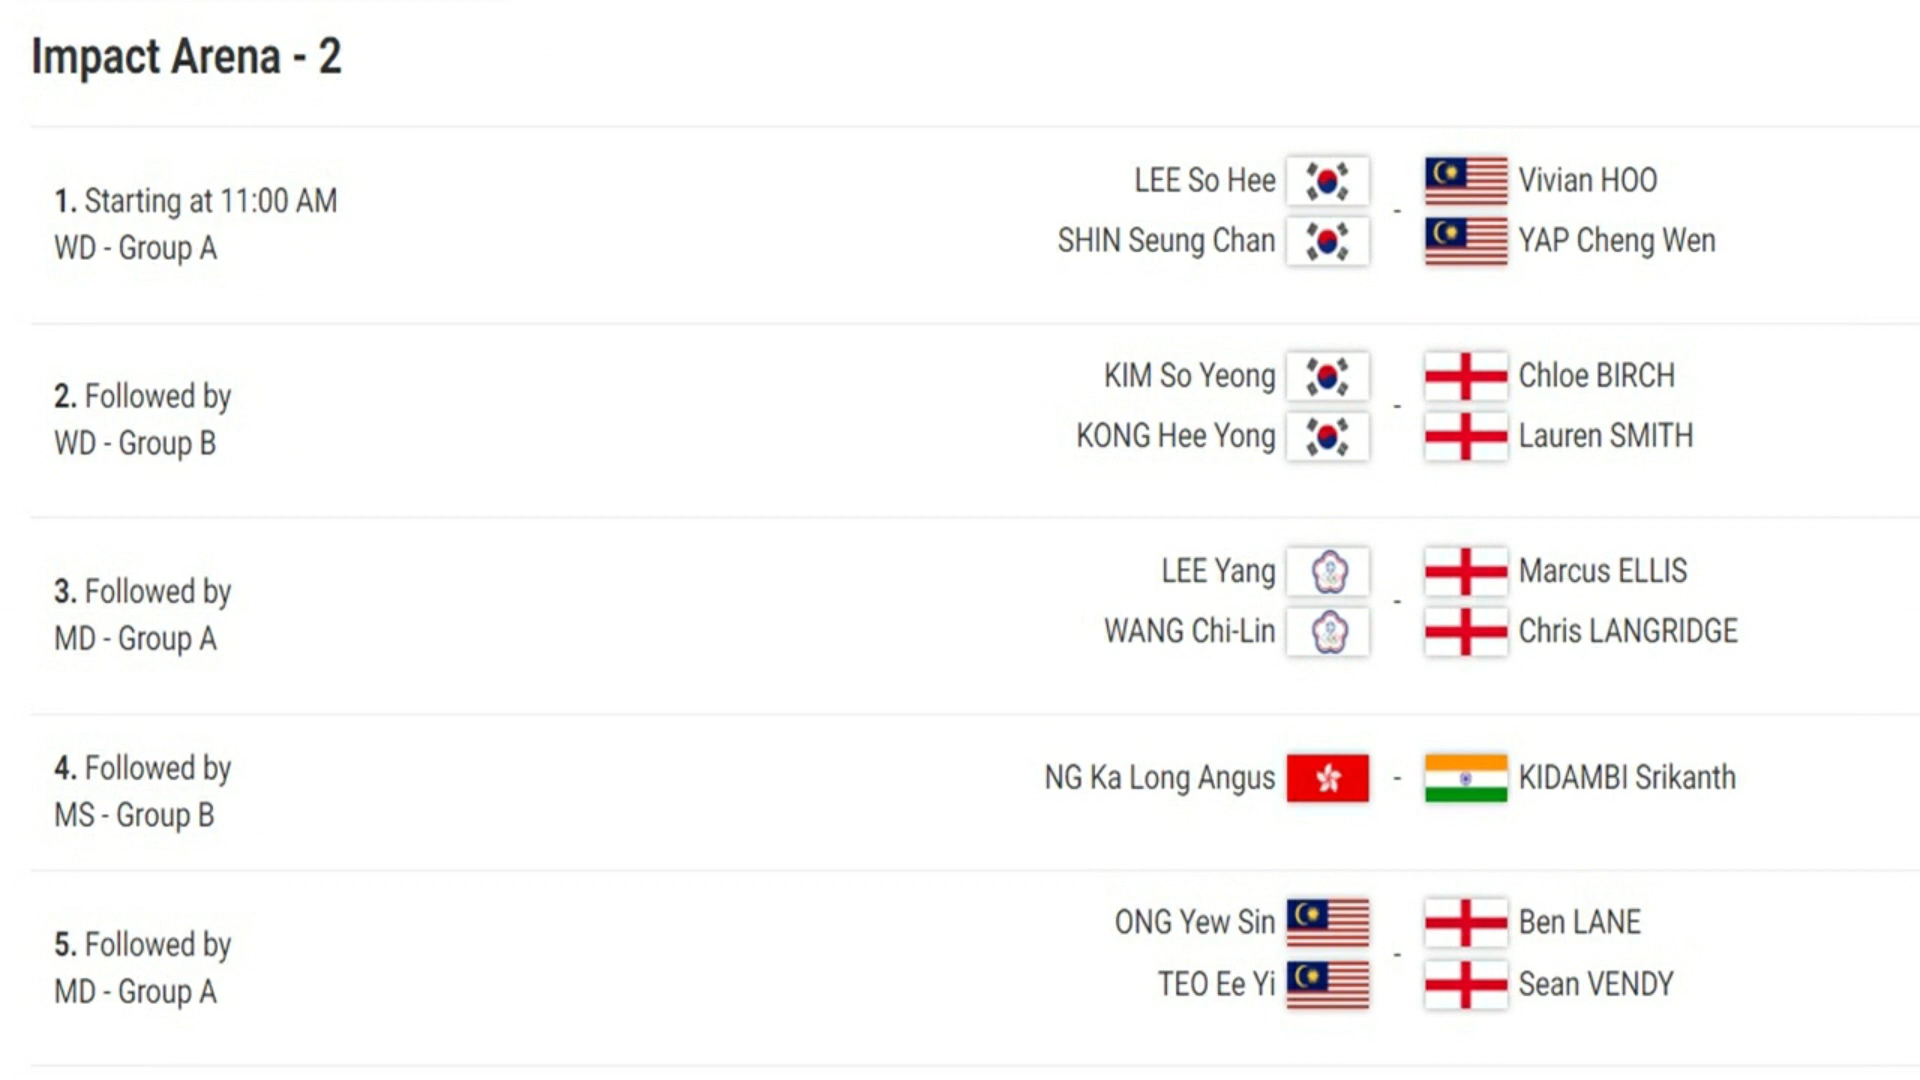 Impact Arena - 2
1. Starting at 11:00 AM
WD - Group A
LEE So Hee - Vivian HOO
SHIN Seung Chan YAP Cheng Wen
2. Followed by
WD - Group B
KIM So Yeong - Chloe BIRCH
KONG Hee Yong Lauren SMITH
3. Followed by
MD - Group A
LEE Yang - Marcus ELLIS
WANG Chi-Lin Chris LANGRIDGE
4. Followed by
MS - Group B
NG Ka Long Angus - KIDAMBI Srikanth
5. Followed by
MD - Group A
ONG Yew Sin - Ben LANE
TEO Ee Yi Sean VENDY